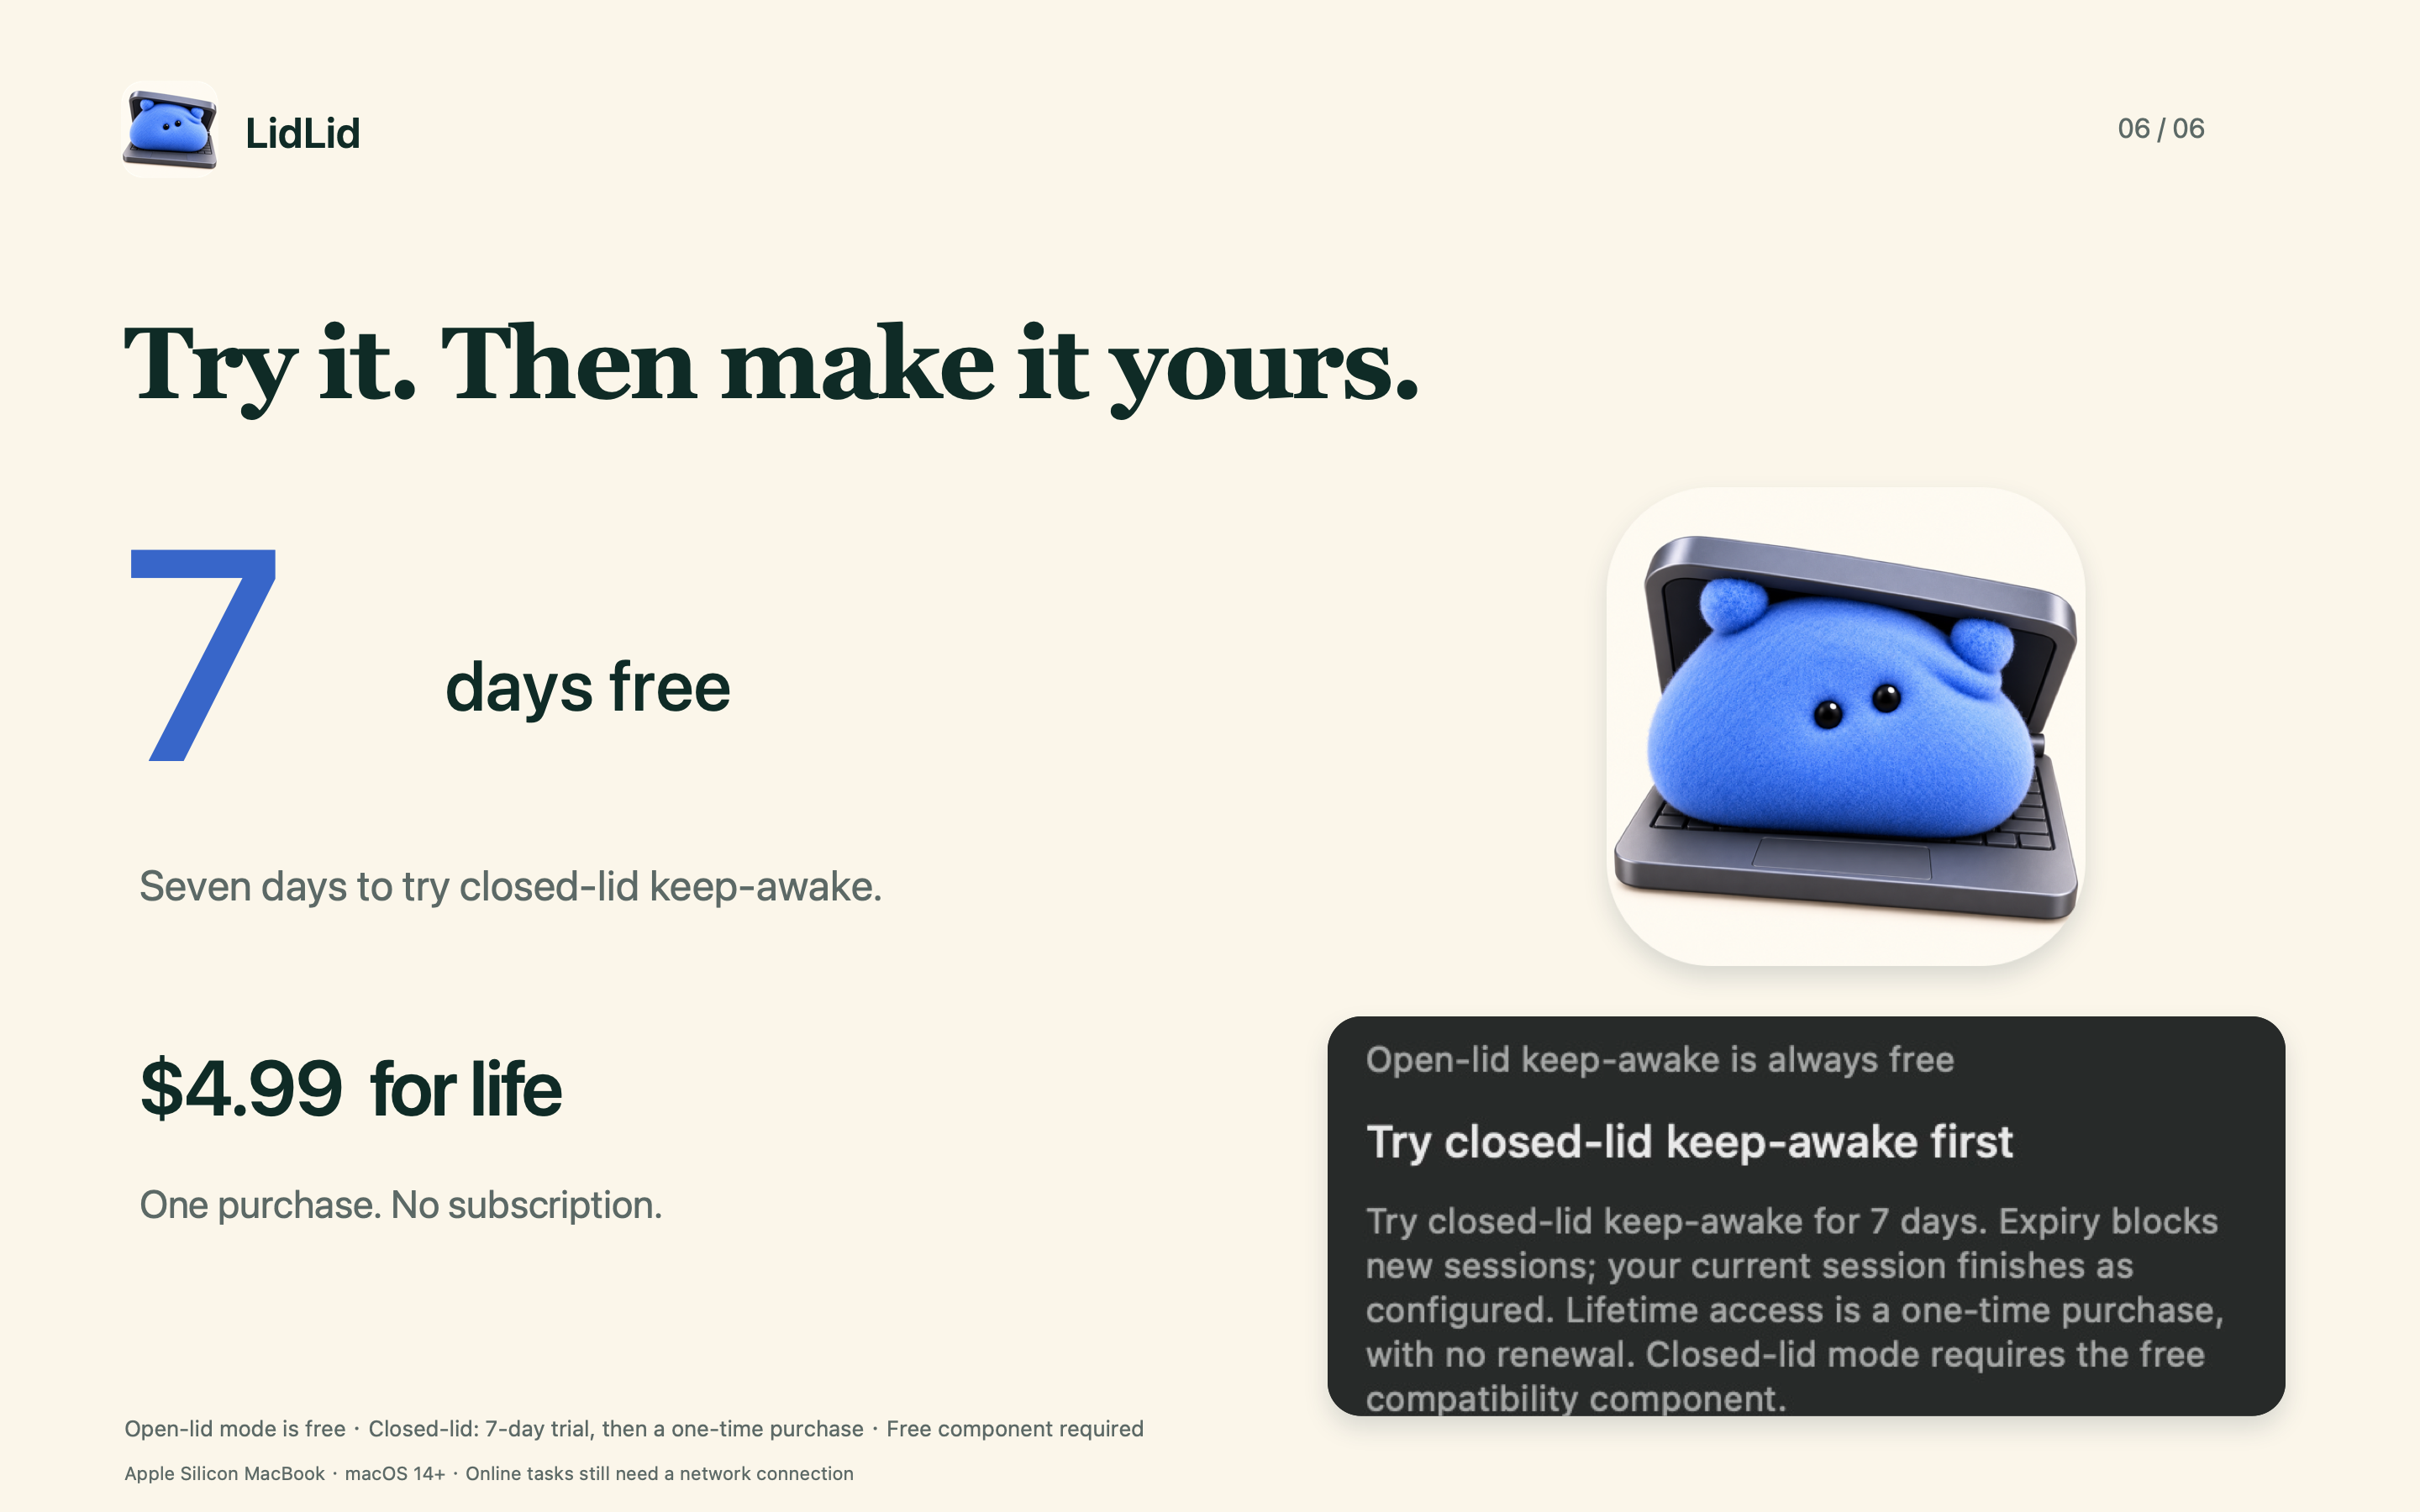 LidLid
06 / 06
Try it. Then make it yours.
7 days free
Seven days to try closed-lid keep-awake.
$4.99 for life
One purchase. No subscription.
Open-lid keep-awake is always free
Try closed-lid keep-awake first
Try closed-lid keep-awake for 7 days. Expiry blocks
new sessions; your current session finishes as
configured. Lifetime access is a one-time purchase,
with no renewal. Closed-lid mode requires the free
compatibility component.
Open-lid mode is free · Closed-lid: 7-day trial, then a one-time purchase · Free component required
Apple Silicon MacBook · macOS 14+ · Online tasks still need a network connection